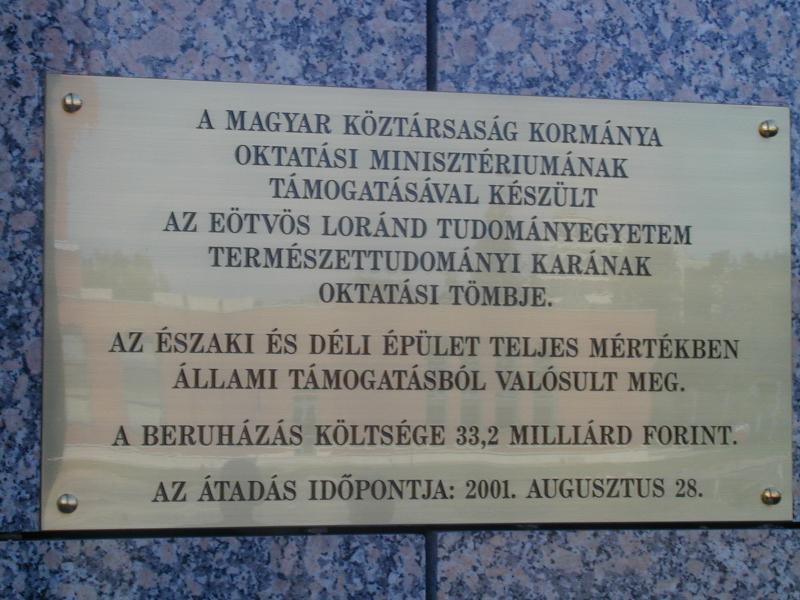 A MAGYAR KÖZTÁRSASÁG KORMÁNYA
OKTATÁSI MINISZTÉRIUMÁNAK
TÁMOGATÁSÁVAL KÉSZÜLT
AZ EÖTVÖS LORÁND TUDOMÁNYEGYETEM
TERMÉSZETTUDOMÁNYI KARÁNAK
OKTATÁSI TÖMBJE.
AZ ÉSZAKI ÉS DÉLI ÉPÜLET TELJES MÉRTÉKBEN
ÁLLAMI TÁMOGATÁSBÓL VALÓSULT MEG.
A BERUHÁZÁS KÖLTSÉGE 33,2 MILLIÁRD FORINT.
AZ ÁTADÁS IDŐPONTJA: 2001. AUGUSZTUS 28.